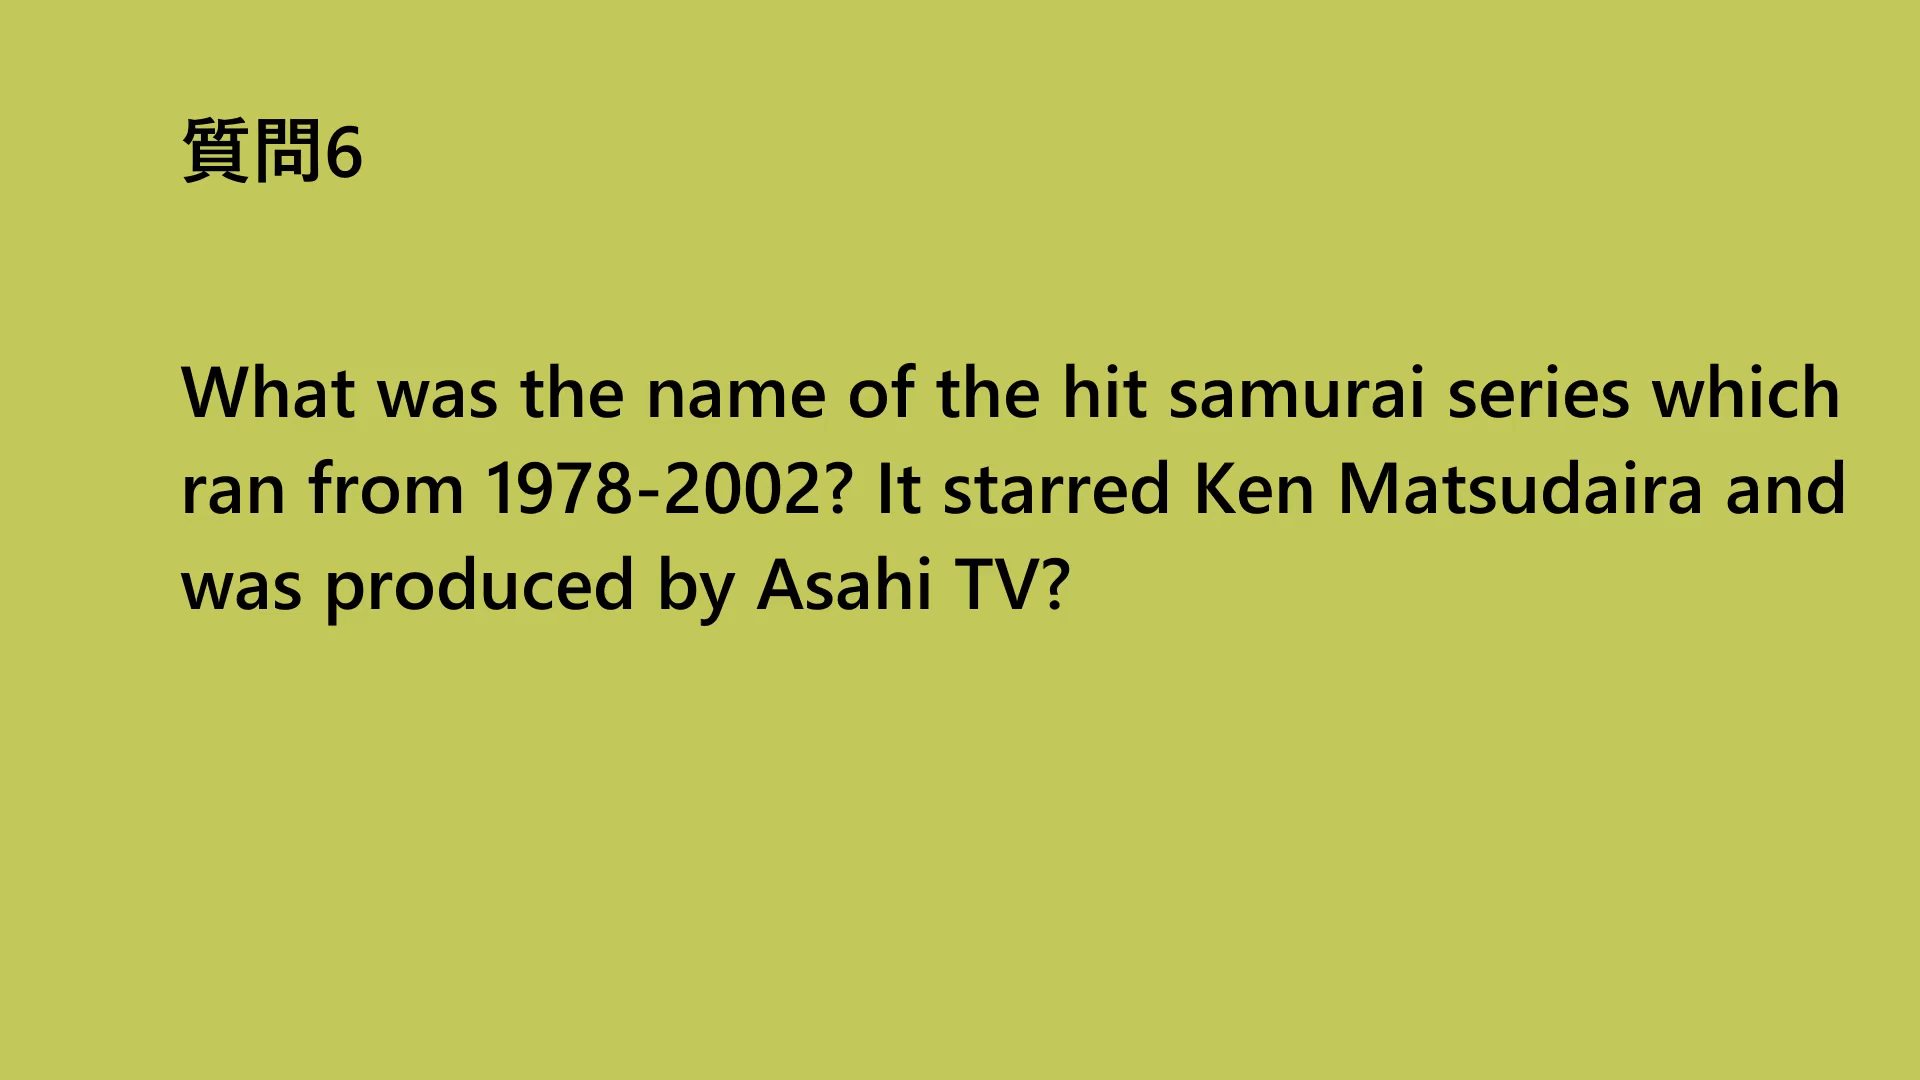 質問6
What was the name of the hit samurai series which
ran from 1978-2002? It starred Ken Matsudaira and
was produced by Asahi TV?